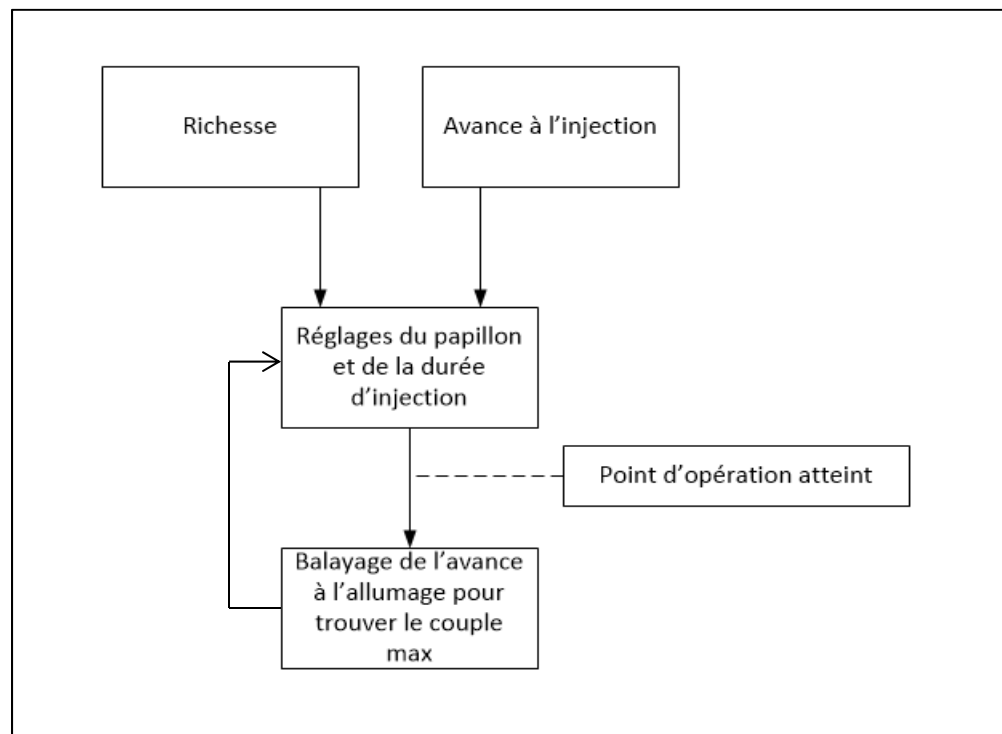 Richesse
Avance à l’injection
Réglages du papillon
et de la durée
d’injection
Point d’opération atteint
Balayage de l’avance
à l’allumage pour
trouver le couple
max